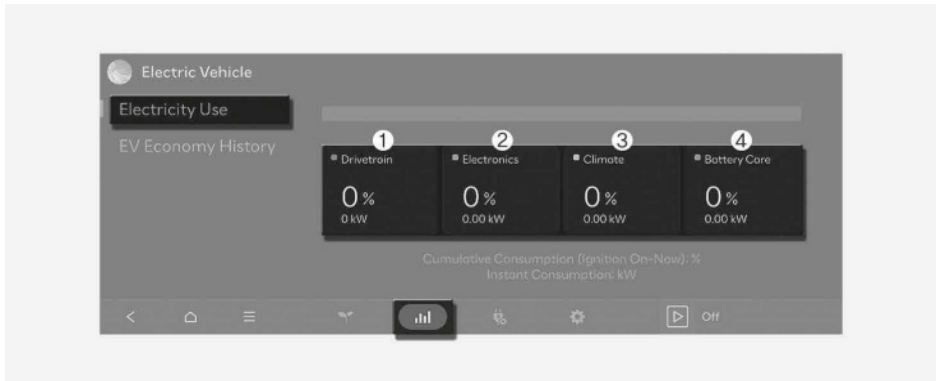 Electric Vehicle
Electricity Use
EV Economy History
1 2 3 4
Drivetrain Electronics Climate Battery Care
0 % 0 % 0 % 0 %
0 kW 0.00 kW 0.00 kW 0.00 kW
Cumulative Consumption (Ignition On-Now): %
Instant Consumption: kW
Off